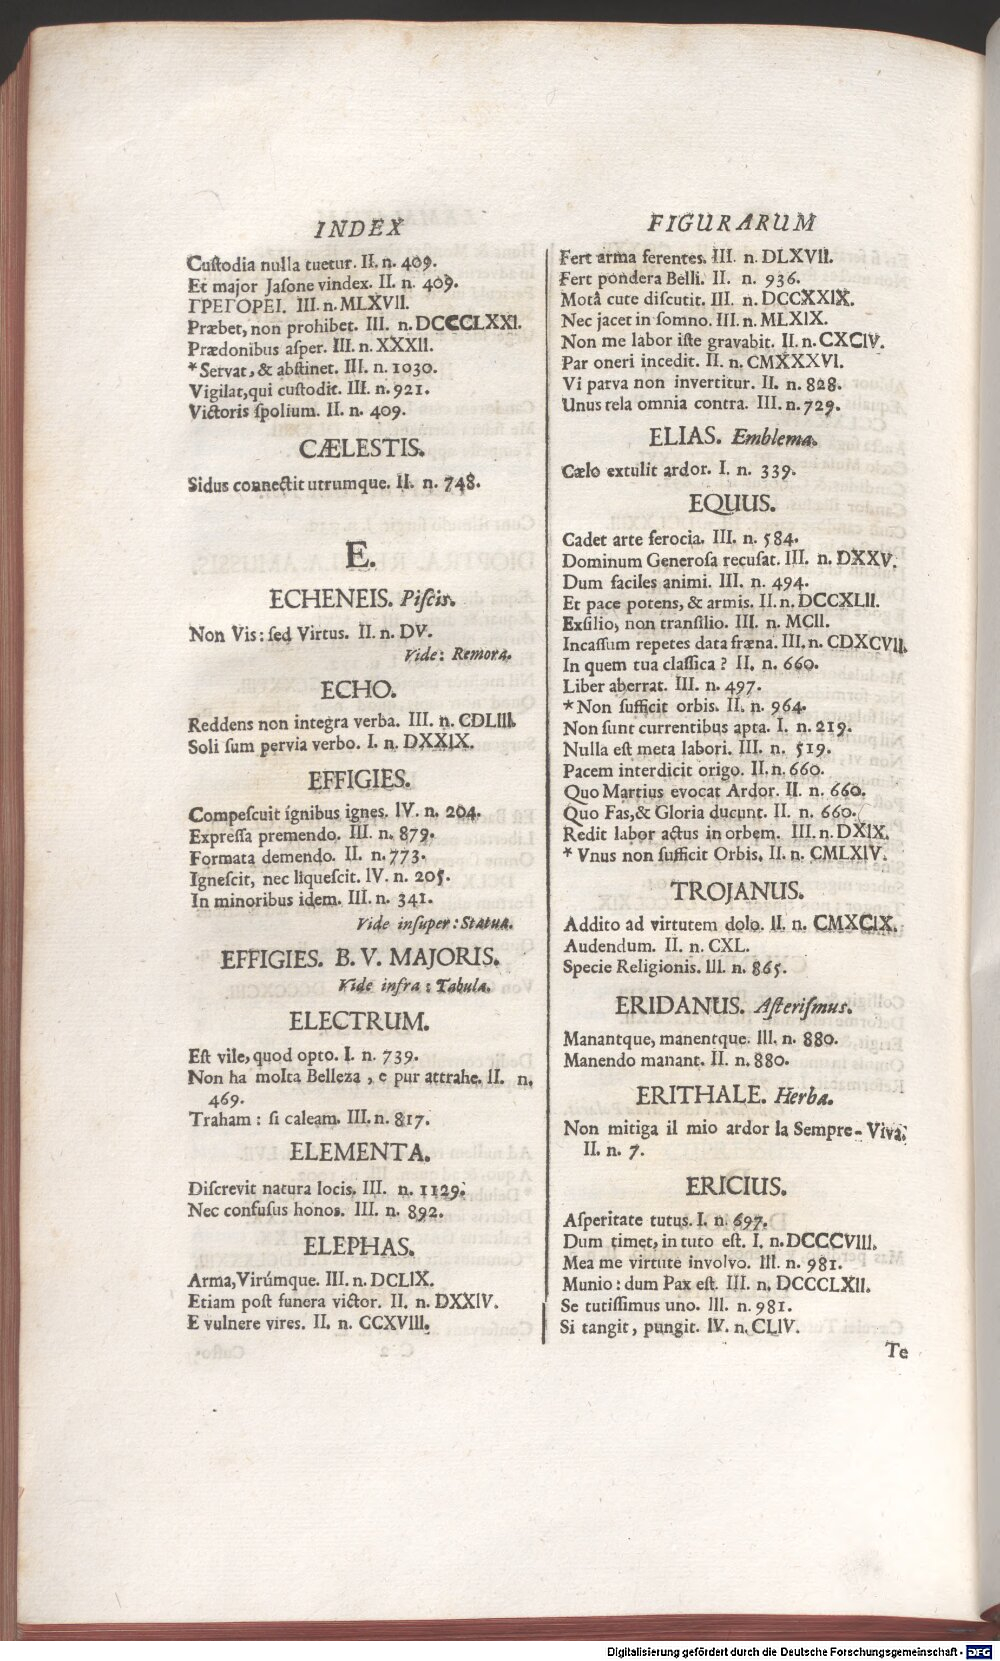 INDEX
Cuſtodia nulla tuetur. II. n. 409.
Et major Jaſone vindex. II. n. 409.
ΓΡΕΓΟΡΕΙ. III. n. MLXVII.
Præbet, non prohibet. III. n. DCCCLXXI.
Prædonibus aſper. III. n. XXXII.
*Servat, & abſtinet. III. n. 1030.
Vigilat, qui cuſtodit. III. n. 921.
Victoris ſpolium. II. n. 409.
CÆLESTIS.
Sidus connectit utrumque. II. n. 748.
E.
ECHENEIS. Piſcis.
Non Vis: ſed Virtus. II. n. DV.
Vide: Remora.
ECHO.
Reddens non integra verba. III. n. CDLIII.
Soli ſum pervia verbo. I. n. DXXIX.
EFFIGIES.
Compeſcuit ignibus ignes. IV. n. 204.
Expreſſa premendo. III. n. 879.
Formata demendo. II. n. 773.
Igneſcit, nec liqueſcit. IV. n. 205.
In minoribus idem. III. n. 341.
Vide inſuper: Statua.
EFFIGIES. B. V. MAJORIS.
Vide infra: Tabula.
ELECTRUM.
Eſt vile, quod opto. I. n. 739.
Non ha molta Belleza, e pur attrahe. II. n.
469.
Traham: ſi caleam. III. n. 817.
ELEMENTA.
Diſcrevit natura locis. III. n. 1129.
Nec confuſus honos. III. n. 892.
ELEPHAS.
Arma, Virúmque. III. n. DCLIX.
Etiam poſt funera victor. II. n. DXXIV.
E vulnere vires. II. n. CCXVIII.
FIGURARUM
Fert arma ferentes. III. n. DLXVII.
Fert pondera Belli. II. n. 936.
Motâ cute diſcutit. III. n. DCCXXIX.
Nec jacet in ſomno. III. n. MLXIX.
Non me labor iſte gravabit. II. n. CXCIV.
Par oneri incedit. II. n. CMXXXVI.
Vi parva non invertitur. II. n. 828.
Unus tela omnia contra. III. n. 729.
ELIAS. Emblema.
Cælo extulit ardor. I. n. 339.
EQUUS.
Cadet arte ferocia. III. n. 584.
Dominum Generoſa recuſat. III. n. DXXV.
Dum faciles animi. III. n. 494.
Et pace potens, & armis. II. n. DCCXLII.
Exſilio, non tranſilio. III. n. MCII.
Incaſſum repetes data fræna. III. n. CDXCVII.
In quem tua claſſica? II. n. 660.
Liber aberrat. III. n. 497.
*Non ſufficit orbis. II. n. 964.
Non ſunt currentibus apta. I. n. 219.
Nulla eſt meta labori. III. n. 519.
Pacem interdicit origo. II. n. 660.
Quo Martius evocat Ardor. II. n. 660.
Quo Fas, & Gloria ducunt. II. n. 660.
Redit labor actus in orbem. III. n. DXIX.
*Vnus non ſufficit Orbis. II. n. CMLXIV.
TROJANUS.
Addito ad virtutem dolo. II. n. CMXCIX.
Audendum. II. n. CXL.
Specie Religionis. III. n. 865.
ERIDANUS. Aſteriſmus.
Manantque, manentque. III. n. 880.
Manendo manant. II. n. 880.
ERITHALE. Herba.
Non mitiga il mio ardor la Sempre-Viva.
II. n. 7.
ERICIUS.
Aſperitate tutus. I. n. 697.
Dum timet, in tuto eſt. I. n. DCCCVIII.
Mea me virtute involvo. III. n. 981.
Munio: dum Pax eſt. III. n. DCCCLXII.
Se tutiſſimus uno. III. n. 981.
Si tangit, pungit. IV. n. CLIV.
Te
Digitalisierung gefördert durch die Deutsche Forschungsgemeinschaft - DFG